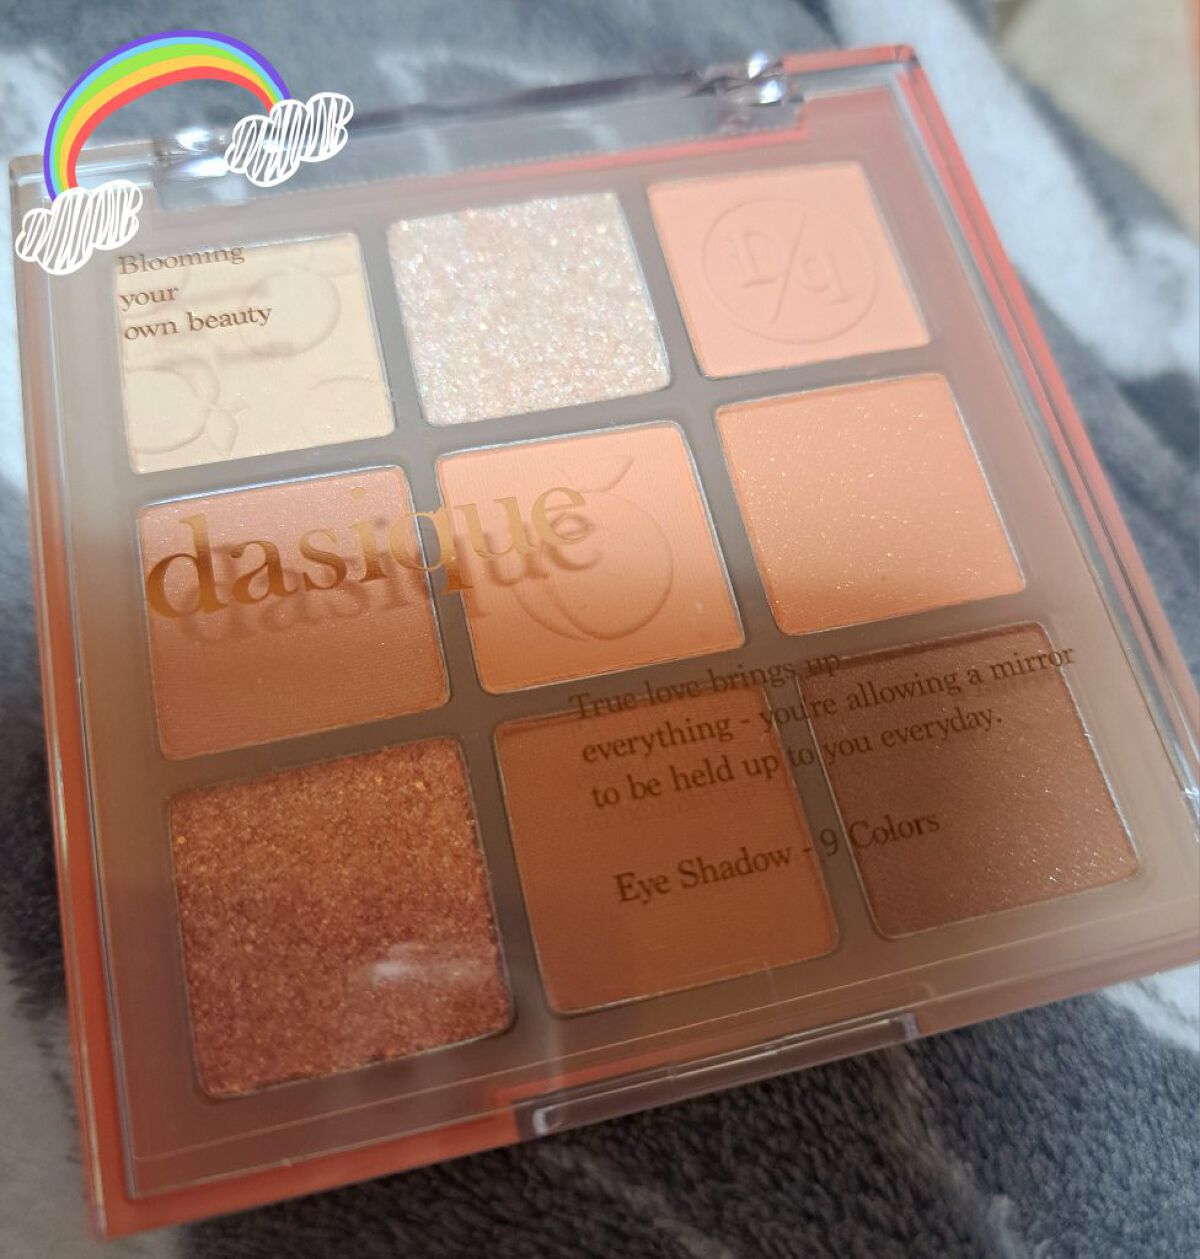 Blooming
your
own beauty
dasique
True love brings up
everything - you're allowing a mirror
to be held up to you everyday.
Eye Shadow - 9 Colors